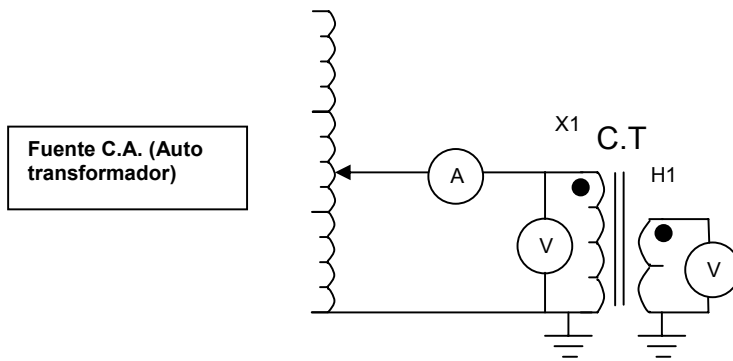 X1
C.T
Fuente C.A. (Auto
transformador)
H1
A
V
V